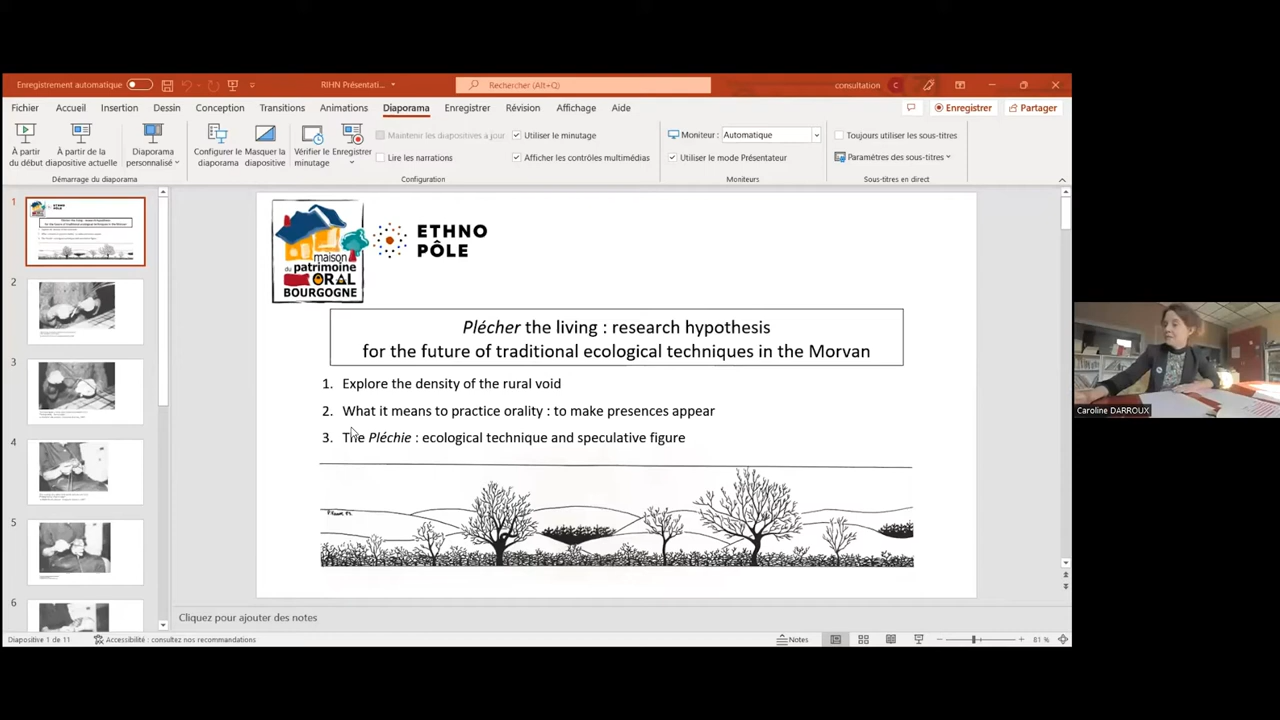 Enregistrement automatique
RIHN Présentati...
Rechercher (Alt+Q)
consultation
C
Fichier Accueil Insertion Dessin Conception Transitions Animations Diaporama Enregistrer Révision Affichage Aide
Enregistrer
Partager
À partir du début
À partir de la diapositive actuelle
Diaporama personnalisé
Configurer le diaporama
Masquer la diapositive
Vérifier le minutage
Enregistrer
Maintenir les diapositives à jour
Lire les narrations
Utiliser le minutage
Afficher les contrôles multimédias
Moniteur : Automatique
Utiliser le mode Présentateur
Toujours utiliser les sous-titres
Paramètres des sous-titres
Démarrage du diaporama
Configuration
Moniteurs
Sous-titres en direct
1
2
3
4
5
6
maison
du patrimoine
ORAL
BOURGOGNE
ETHNO
PÔLE
Plécher the living : research hypothesis
for the future of traditional ecological techniques in the Morvan
1. Explore the density of the rural void
2. What it means to practice orality : to make presences appear
3. The Pléchie : ecological technique and speculative figure
Caroline DARROUX
Cliquez pour ajouter des notes
Diapositive 1 de 11
Accessibilité : consultez nos recommandations
Notes
81 %